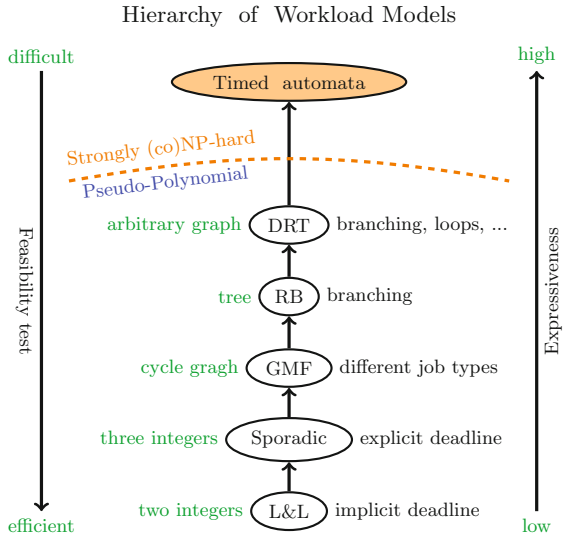 Hierarchy of Workload Models
difficult
high
Timed automata
Strongly (co)NP-hard
Pseudo-Polynomial
arbitrary graph
DRT
branching, loops, ...
Feasibility test
Expressiveness
tree
RB
branching
cycle gragh
GMF
different job types
three integers
Sporadic
explicit deadline
two integers
L&L
implicit deadline
efficient
low